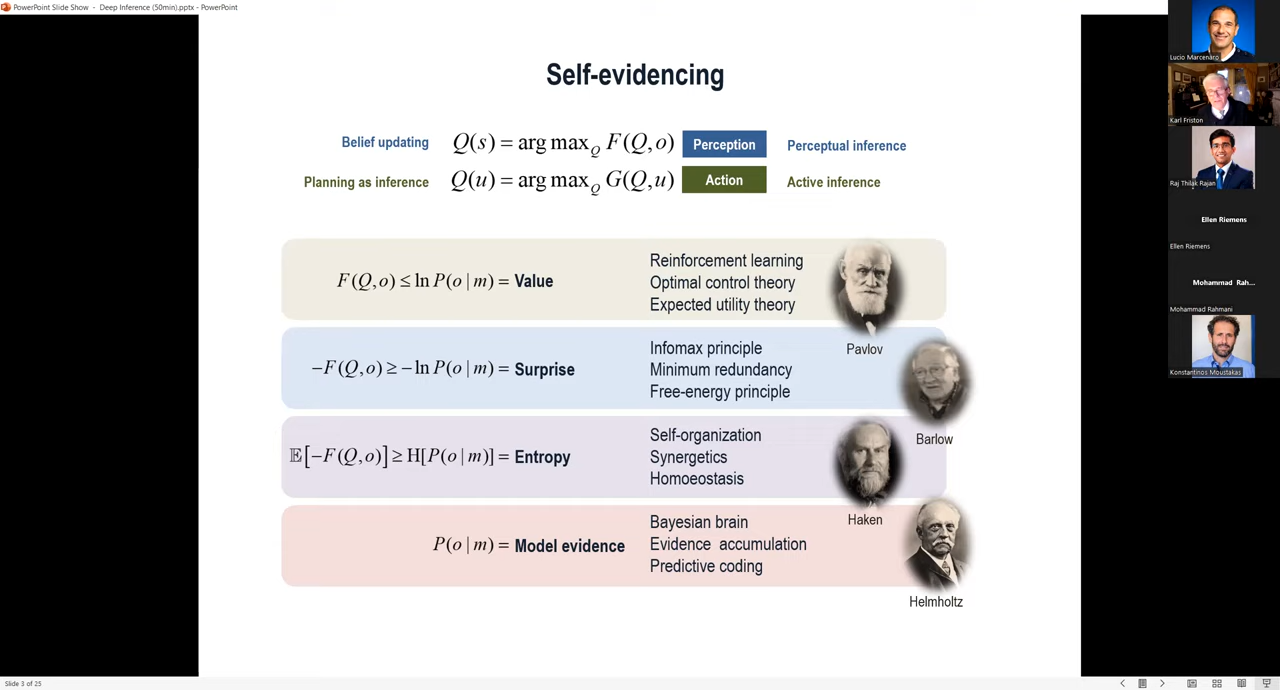 PowerPoint Slide Show - Deep Inference (50min).pptx - PowerPoint
Self-evidencing
Belief updating Q(s) = arg max_Q F(Q,o) Perception Perceptual inference
Planning as inference Q(u) = arg max_Q G(Q,u) Action Active inference
F(Q,o) ≤ ln P(o | m) = Value
Reinforcement learning
Optimal control theory
Expected utility theory
Pavlov
−F(Q,o) ≥ −ln P(o | m) = Surprise
Infomax principle
Minimum redundancy
Free-energy principle
Barlow
𝔼[−F(Q,o)] ≥ H[P(o | m)] = Entropy
Self-organization
Synergetics
Homoeostasis
Haken
P(o | m) = Model evidence
Bayesian brain
Evidence accumulation
Predictive coding
Helmholtz
Lucio Marcenaro
Karl Friston
Raj Thilak Rajan
Ellen Riemens
Ellen Riemens
Mohammad Rah...
Mohammad Rahmani
Konstantinos Moustakas
Slide 3 of 25